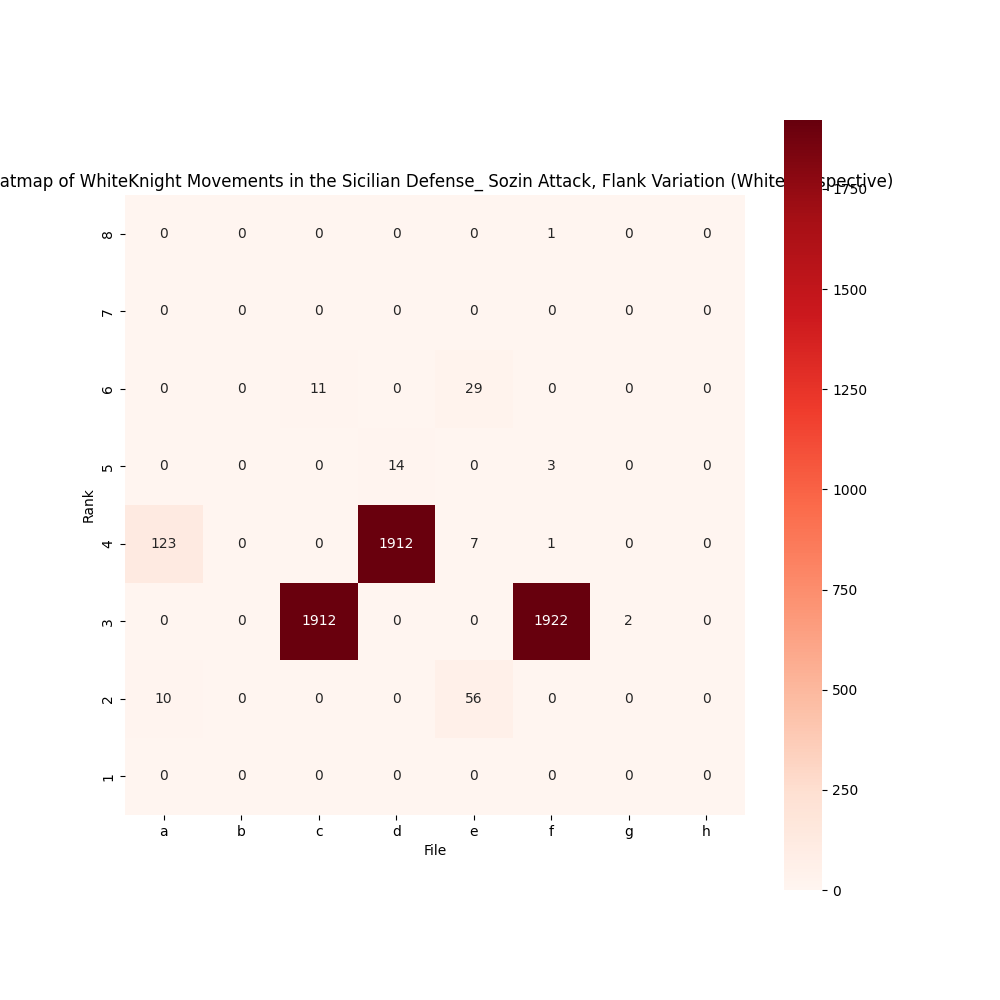 atmap of WhiteKnight Movements in the Sicilian Defense_ Sozin Attack, Flank Variation (White spective)
1750
1500
1250
1000
750
500
250
0
Rank
8 0 0 0 0 0 1 0 0
7 0 0 0 0 0 0 0 0
6 0 0 11 0 29 0 0 0
5 0 0 0 14 0 3 0 0
4 123 0 0 1912 7 1 0 0
3 0 0 1912 0 0 1922 2 0
2 10 0 0 0 56 0 0 0
1 0 0 0 0 0 0 0 0
a b c d e f g h
File